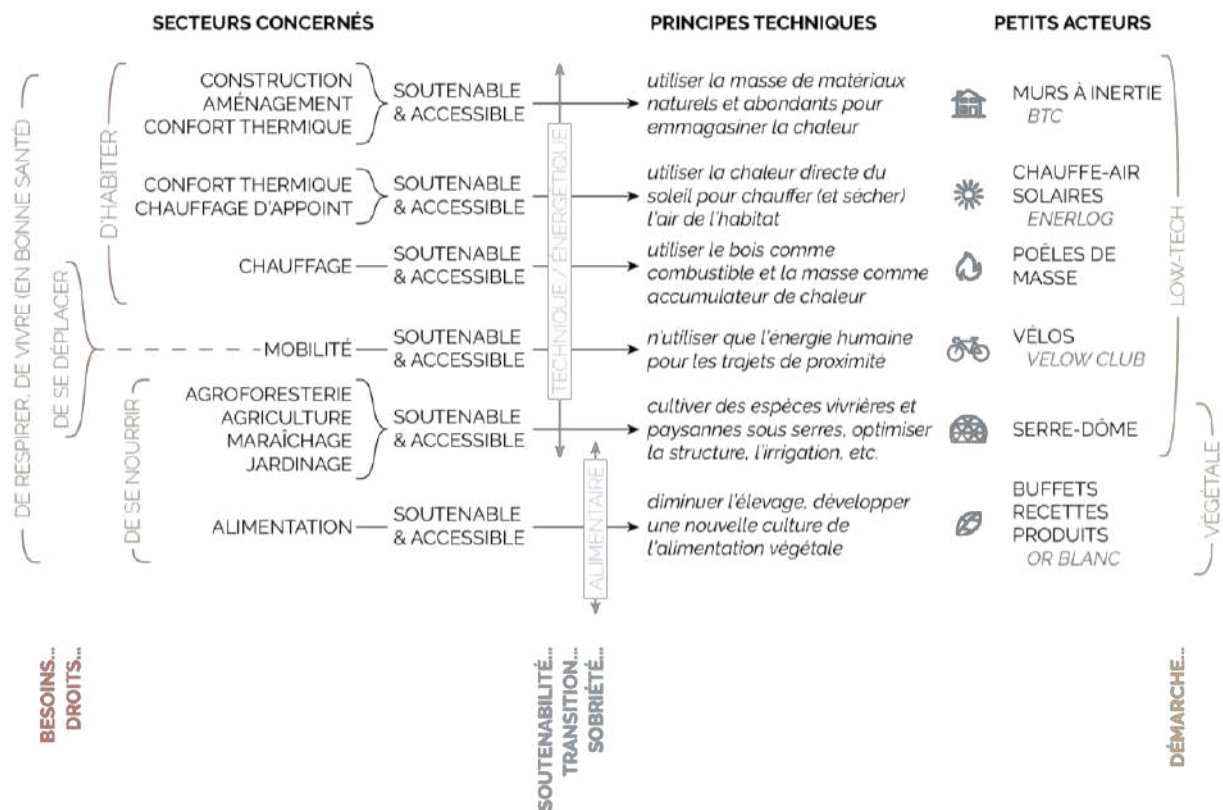 SECTEURS CONCERNÉS
PRINCIPES TECHNIQUES
PETITS ACTEURS
DE RESPIRER, DE VIVRE (EN BONNE SANTÉ)
DE SE DÉPLACER
D'HABITER
DE SE NOURRIR
CONSTRUCTION
AMÉNAGEMENT
CONFORT THERMIQUE
SOUTENABLE
& ACCESSIBLE
utiliser la masse de matériaux
naturels et abondants pour
emmagasiner la chaleur
MURS À INERTIE
BTC
CONFORT THERMIQUE
CHAUFFAGE D'APPOINT
SOUTENABLE
& ACCESSIBLE
utiliser la chaleur directe du
soleil pour chauffer (et sécher)
l'air de l'habitat
CHAUFFE-AIR
SOLAIRES
ENERLOG
CHAUFFAGE
SOUTENABLE
& ACCESSIBLE
utiliser le bois comme
combustible et la masse comme
accumulateur de chaleur
POÊLES DE
MASSE
MOBILITÉ
SOUTENABLE
& ACCESSIBLE
n'utiliser que l'énergie humaine
pour les trajets de proximité
VÉLOS
VELOW CLUB
AGROFORESTERIE
AGRICULTURE
MARAÎCHAGE
JARDINAGE
SOUTENABLE
& ACCESSIBLE
cultiver des espèces vivrières et
paysannes sous serres, optimiser
la structure, l'irrigation, etc.
SERRE-DÔME
ALIMENTATION
SOUTENABLE
& ACCESSIBLE
diminuer l'élevage, développer
une nouvelle culture de
l'alimentation végétale
BUFFETS
RECETTES
PRODUITS
OR BLANC
TECHNIQUE / ÉNERGÉTIQUE
ALIMENTAIRE
LOW-TECH
VÉGÉTALE
BESOINS...
DROITS...
SOUTENABILITÉ...
TRANSITION...
SOBRIÉTÉ...
DÉMARCHE...